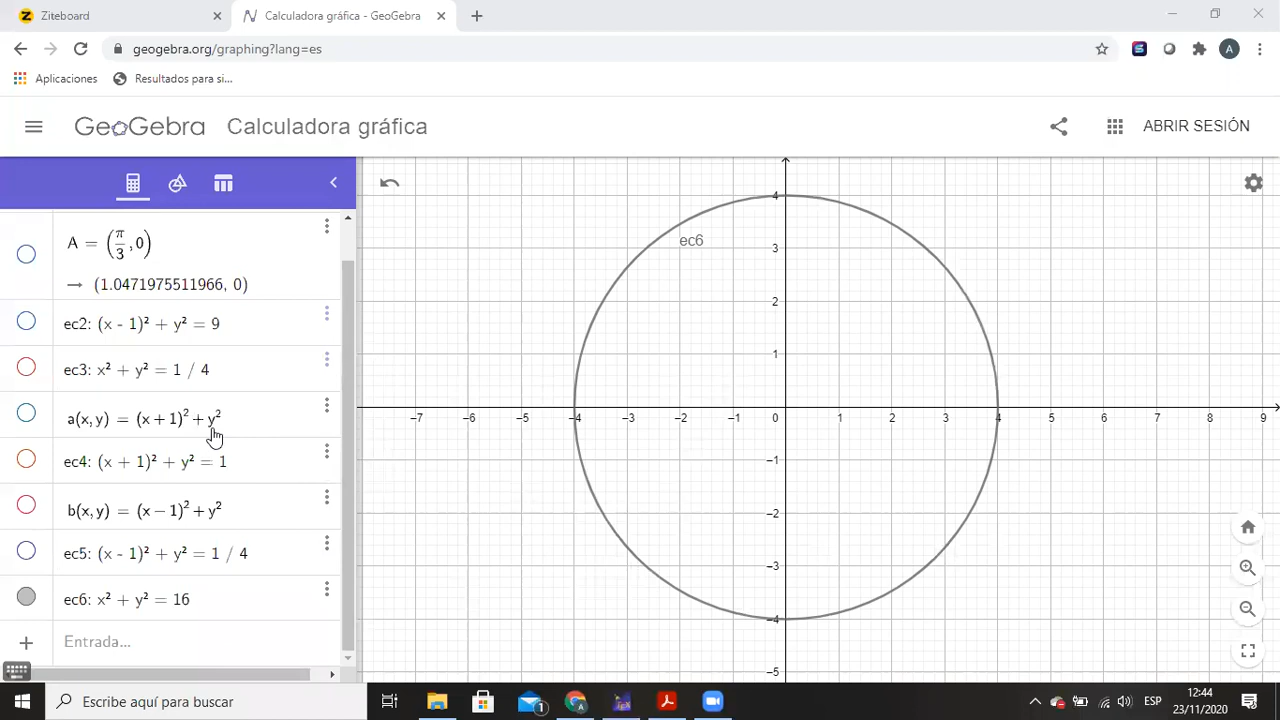 Ziteboard
Calculadora gráfica - GeoGebra
geogebra.org/graphing?lang=es
A
Aplicaciones
Resultados para si...
GeoGebra
Calculadora gráfica
ABRIR SESIÓN
A = (π/3, 0)
→ (1.0471975511966, 0)
ec2: (x - 1)² + y² = 9
ec3: x² + y² = 1 / 4
a(x, y) = (x + 1)² + y²
ec4: (x + 1)² + y² = 1
b(x, y) = (x − 1)² + y²
ec5: (x - 1)² + y² = 1 / 4
ec6: x² + y² = 16
Entrada...
4
ec6
3
2
1
−7 −6 −5 −4 −3 −2 −1 0 1 2 3 4 5 6 7 8 9
−1
−2
−3
−4
−5
Escribe aquí para buscar
1
ESP
12:44
23/11/2020